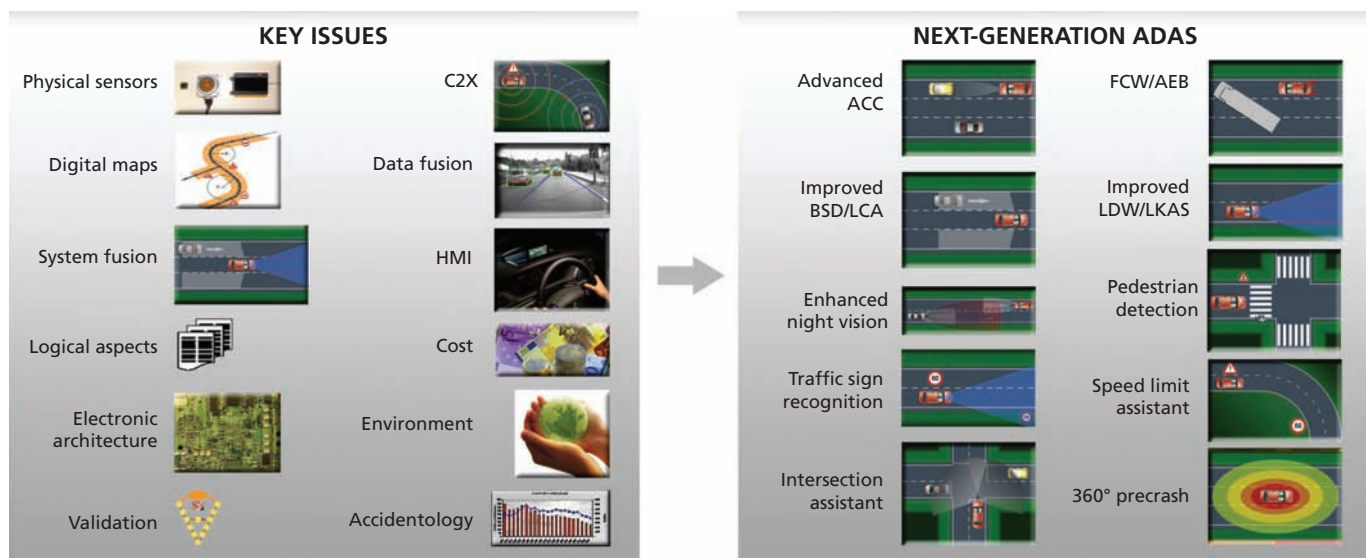 KEY ISSUES
Physical sensors
C2X
Digital maps
Data fusion
System fusion
HMI
Logical aspects
Cost
Electronic
architecture
Environment
Validation
Accidentology
NEXT-GENERATION ADAS
Advanced
ACC
FCW/AEB
Improved
BSD/LCA
Improved
LDW/LKAS
Enhanced
night vision
Pedestrian
detection
Traffic sign
recognition
60
Speed limit
assistant
60
Intersection
assistant
360° precrash